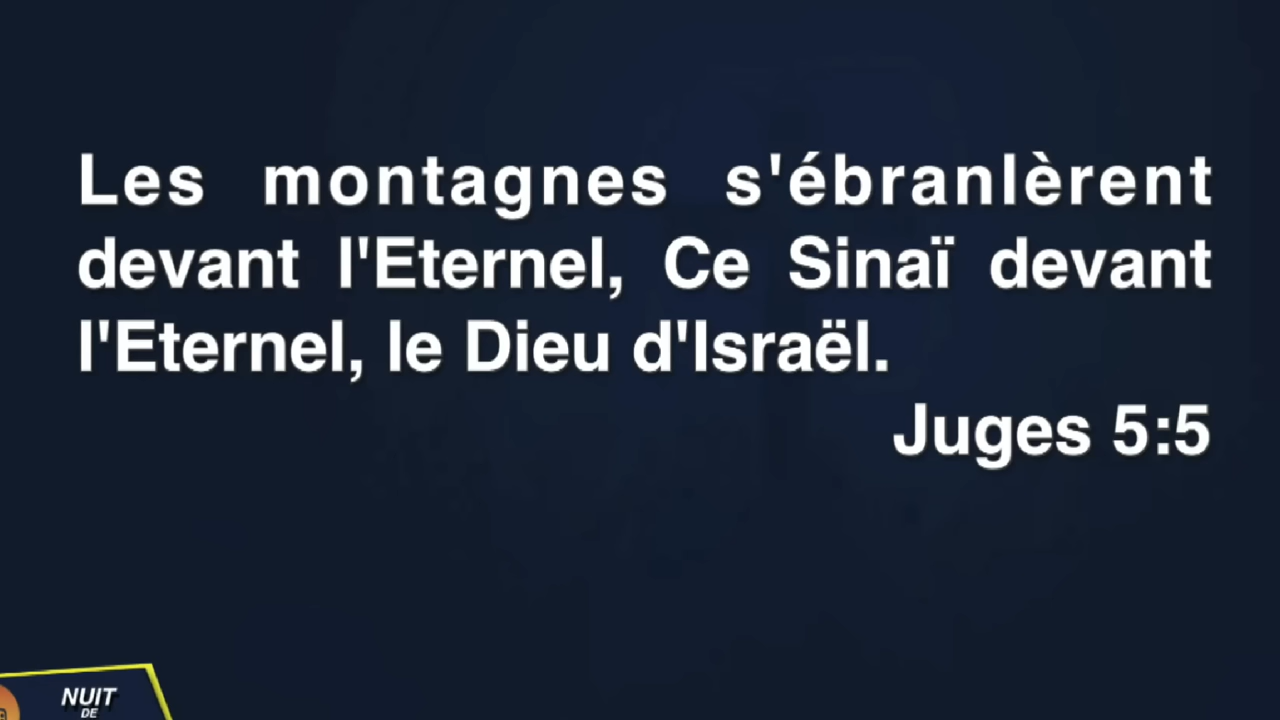 Les montagnes s'ébranlèrent
devant l'Eternel, Ce Sinaï devant
l'Eternel, le Dieu d'Israël.
Juges 5:5
NUIT
DE